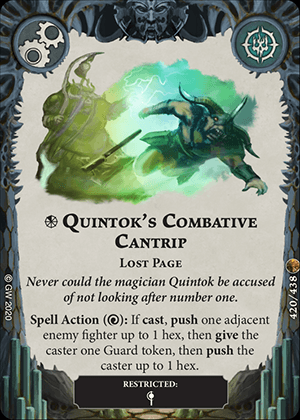 Quintok's Combative
Cantrip
Lost Page
Never could the magician Quintok be accused
of not looking after number one.
Spell Action (): If cast, push one adjacent
enemy fighter up to 1 hex, then give the
caster one Guard token, then push the
caster up to 1 hex.
Restricted:
© GW 2020
420/438